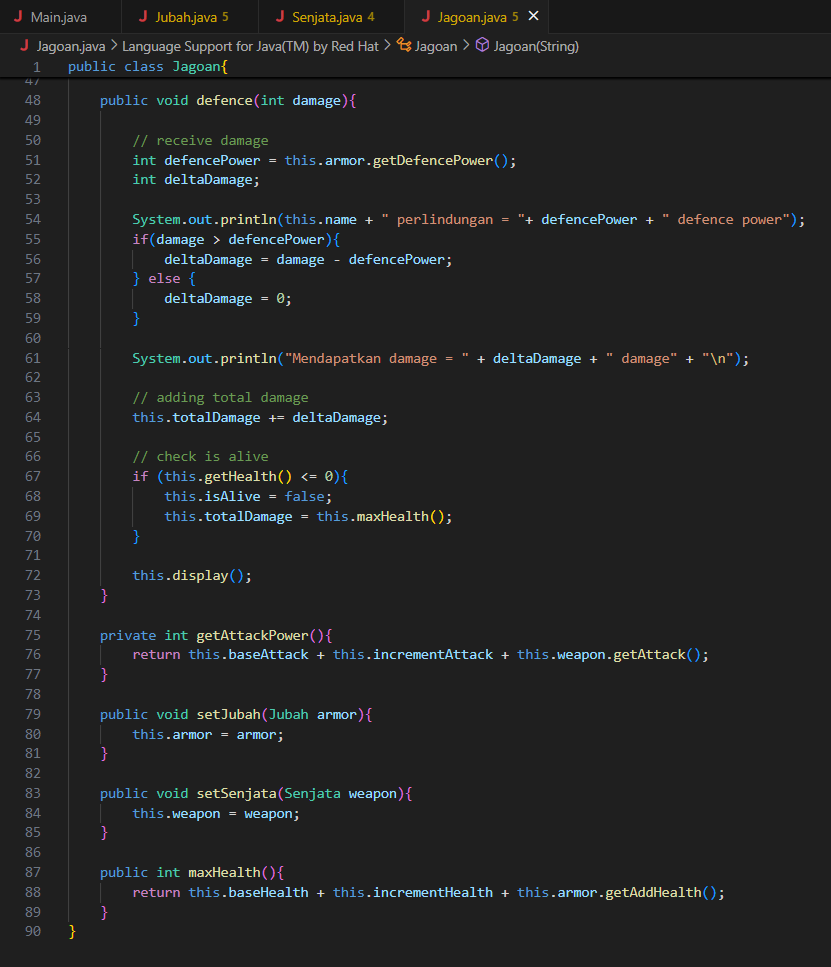 Main.java Jubah.java 5 Senjata.java 4 Jagoan.java 5
Jagoan.java > Language Support for Java(TM) by Red Hat > Jagoan > Jagoan(String)
1 public class Jagoan{
47
48 public void defence(int damage){
49
50 // receive damage
51 int defencePower = this.armor.getDefencePower();
52 int deltaDamage;
53
54 System.out.println(this.name + " perlindungan = "+ defencePower + " defence power");
55 if(damage > defencePower){
56 deltaDamage = damage - defencePower;
57 } else {
58 deltaDamage = 0;
59 }
60
61 System.out.println("Mendapatkan damage = " + deltaDamage + " damage" + "\n");
62
63 // adding total damage
64 this.totalDamage += deltaDamage;
65
66 // check is alive
67 if (this.getHealth() <= 0){
68 this.isAlive = false;
69 this.totalDamage = this.maxHealth();
70 }
71
72 this.display();
73 }
74
75 private int getAttackPower(){
76 return this.baseAttack + this.incrementAttack + this.weapon.getAttack();
77 }
78
79 public void setJubah(Jubah armor){
80 this.armor = armor;
81 }
82
83 public void setSenjata(Senjata weapon){
84 this.weapon = weapon;
85 }
86
87 public int maxHealth(){
88 return this.baseHealth + this.incrementHealth + this.armor.getAddHealth();
89 }
90 }